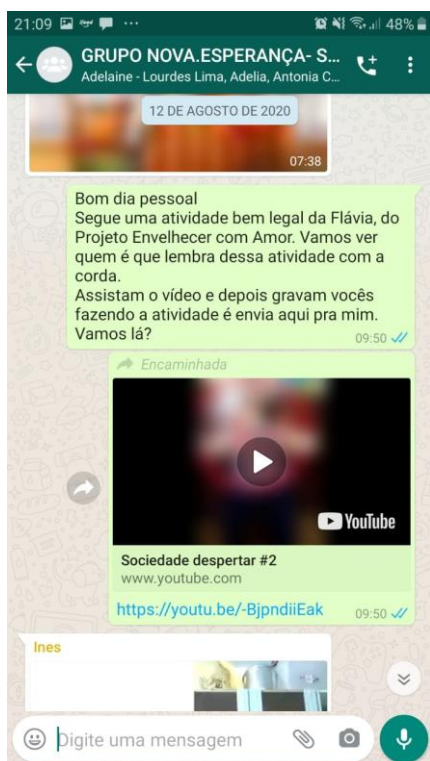 21:09 ... 48%
GRUPO NOVA.ESPERANÇA- S...
Adelaine - Lourdes Lima, Adelia, Antonia C...
12 DE AGOSTO DE 2020
07:38
Bom dia pessoal
Segue uma atividade bem legal da Flávia, do
Projeto Envelhecer com Amor. Vamos ver
quem é que lembra dessa atividade com a
corda.
Assistam o vídeo e depois gravam vocês
fazendo a atividade é envia aqui pra mim.
Vamos lá?
09:50
Encaminhada
YouTube
Sociedade despertar #2
www.youtube.com
https://youtu.be/-BjpndiiEak
09:50
Ines
Digite uma mensagem